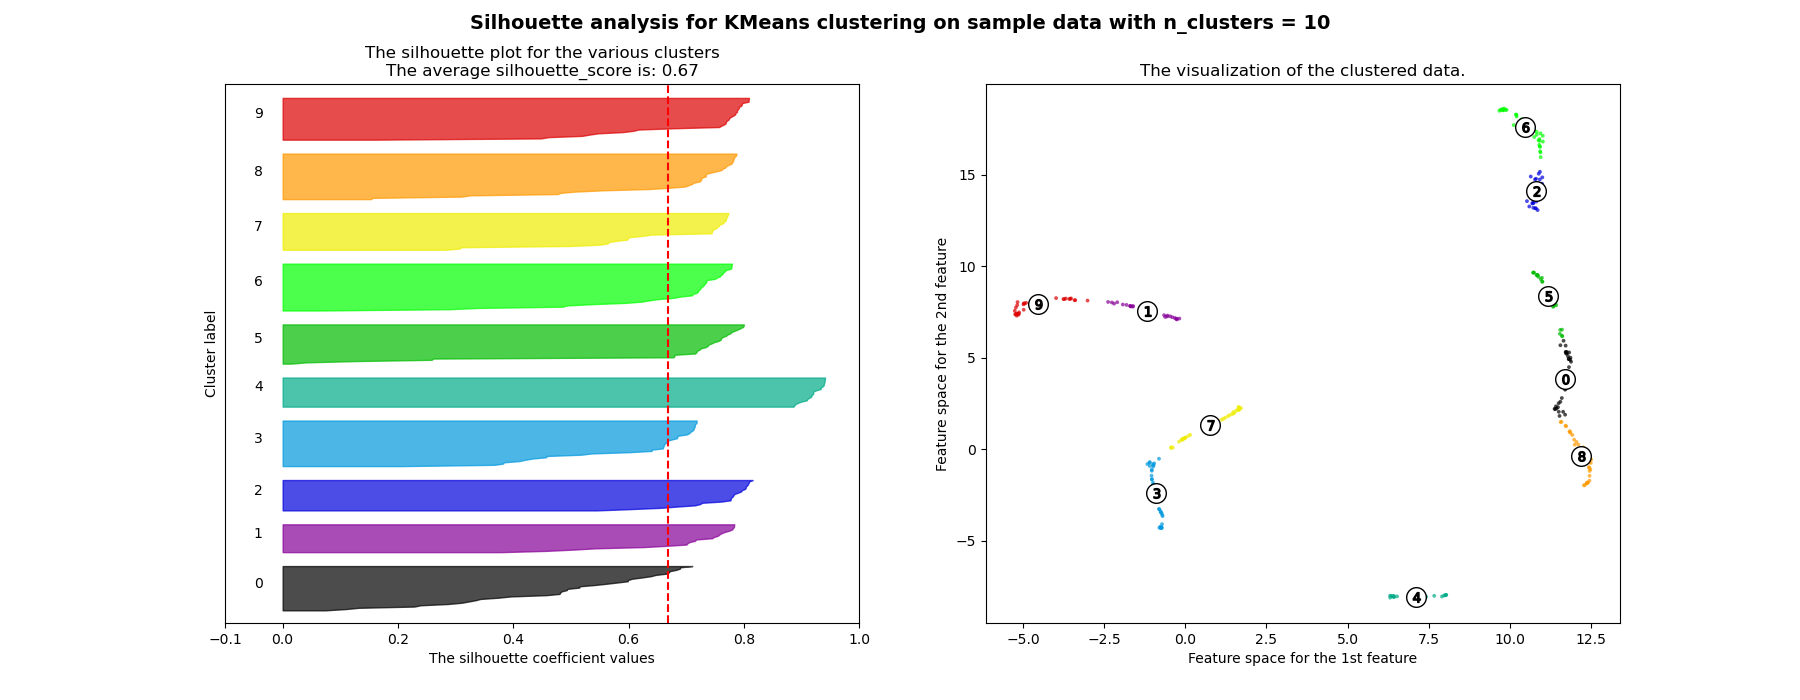 Silhouette analysis for KMeans clustering on sample data with n_clusters = 10
The silhouette plot for the various clusters
The average silhouette_score is: 0.67
9
8
7
6
5
4
3
2
1
0
Cluster label
−0.1 0.0 0.2 0.4 0.6 0.8 1.0
The silhouette coefficient values
The visualization of the clustered data.
15
10
5
0
−5
Feature space for the 2nd feature
6
2
5
9
1
0
7
8
3
4
−5.0 −2.5 0.0 2.5 5.0 7.5 10.0 12.5
Feature space for the 1st feature